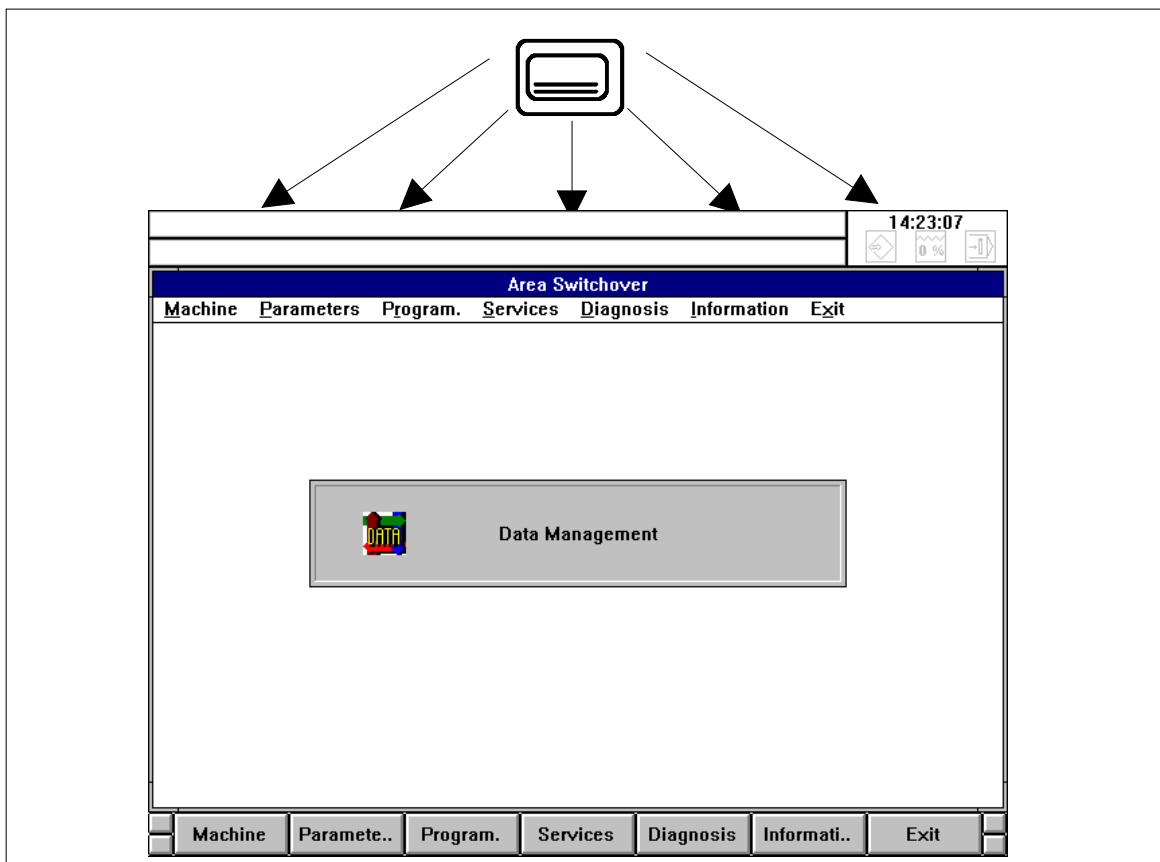 14:23:07
0 %
Area Switchover
Machine Parameters Program. Services Diagnosis Information Exit
DATA
Data Management
Machine Paramete.. Program. Services Diagnosis Informati.. Exit